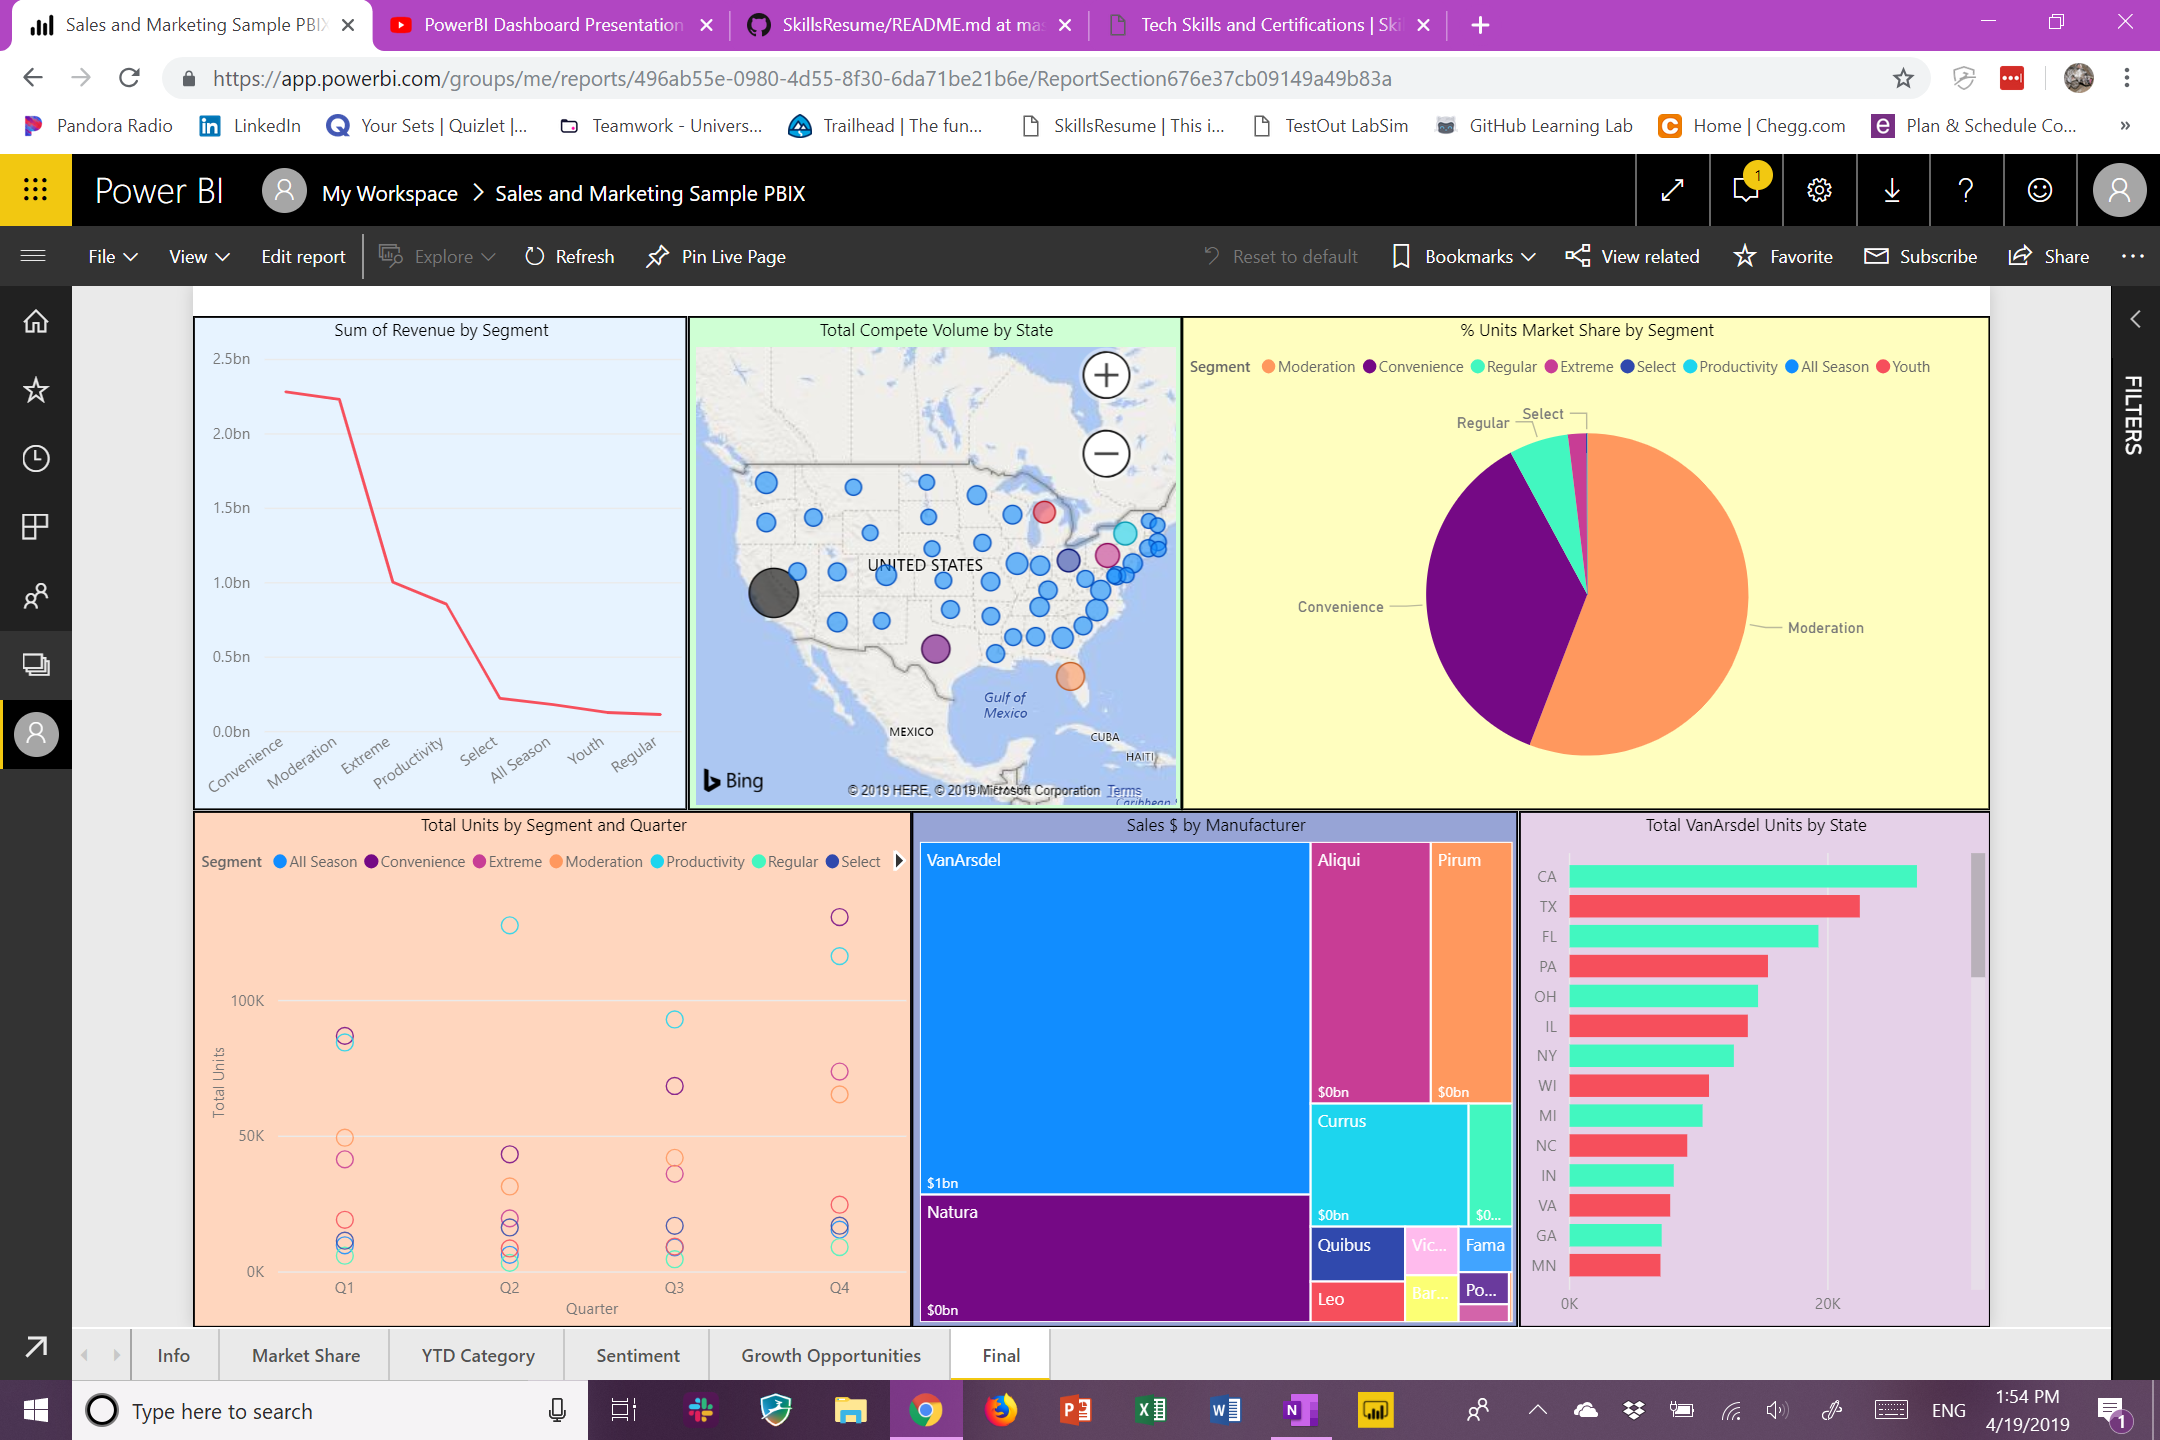 Sales and Marketing Sample PBIX
PowerBI Dashboard Presentation
SkillsResume/README.md at mas
Tech Skills and Certifications | Ski
https://app.powerbi.com/groups/me/reports/496ab55e-0980-4d55-8f30-6da71be21b6e/ReportSection676e37cb09149a49b83a
Pandora Radio
LinkedIn
Your Sets | Quizlet |...
Teamwork - Univers...
Trailhead | The fun...
SkillsResume | This i...
TestOut LabSim
GitHub Learning Lab
Home | Chegg.com
Plan & Schedule Co...
»
Power BI
My Workspace > Sales and Marketing Sample PBIX
1
?
File
View
Edit report
Explore
Refresh
Pin Live Page
Reset to default
Bookmarks
View related
Favorite
Subscribe
Share
...
FILTERS
Sum of Revenue by Segment
2.5bn
2.0bn
1.5bn
1.0bn
0.5bn
0.0bn
Convenience
Moderation
Extreme
Productivity
Select
All Season
Youth
Regular
Total Compete Volume by State
UNITED STATES
Gulf of
Mexico
MEXICO
CUBA
HAITI
Bing
© 2019 HERE, © 2019 Microsoft Corporation Terms
Caribbean
% Units Market Share by Segment
Segment Moderation Convenience Regular Extreme Select Productivity All Season Youth
Select
Regular
Convenience
Moderation
Total Units by Segment and Quarter
Segment All Season Convenience Extreme Moderation Productivity Regular Select
Total Units
100K
50K
0K
Q1 Q2 Q3 Q4
Quarter
Sales $ by Manufacturer
VanArsdel
$1bn
Natura
$0bn
Aliqui
$0bn
Pirum
$0bn
Currus
$0bn
$0...
Quibus
Leo
Vic...
Bar...
Fama
Po...
Total VanArsdel Units by State
CA
TX
FL
PA
OH
IL
NY
WI
MI
NC
IN
VA
GA
MN
0K 20K
Info
Market Share
YTD Category
Sentiment
Growth Opportunities
Final
Type here to search
ENG
1:54 PM
4/19/2019
1